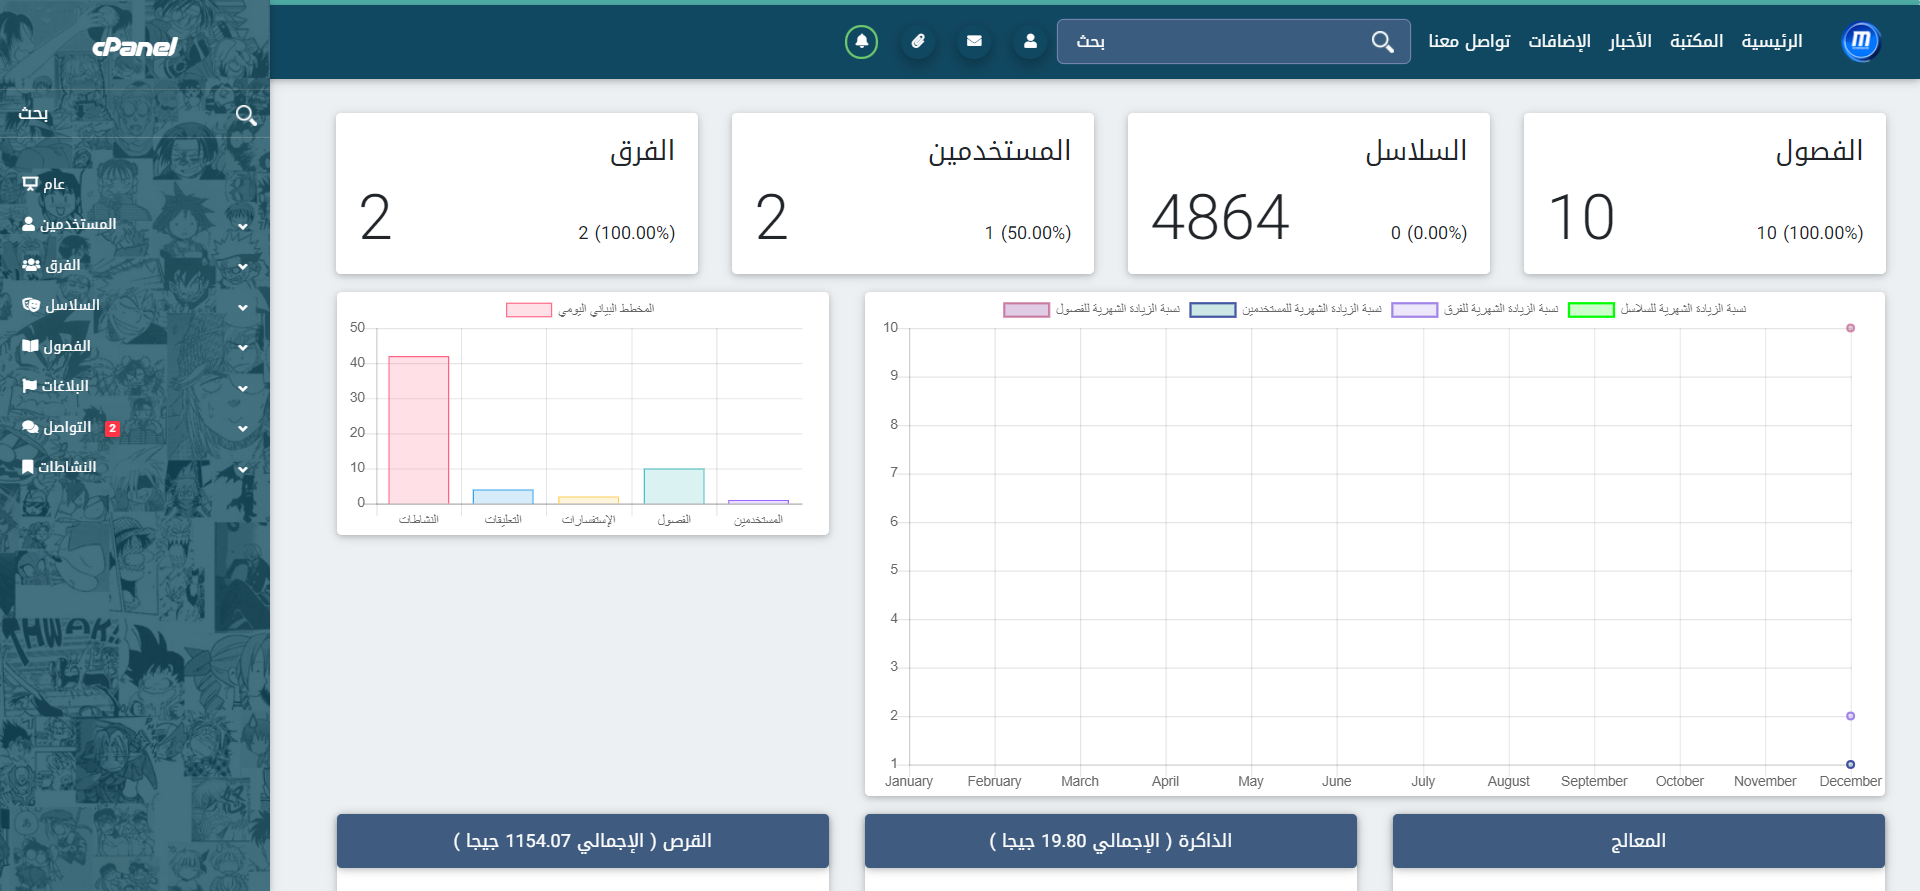 الرئيسية
المكتبة
الأخبار
الإضافات
تواصل معنا
بحث
cPanel
بحث
عام
المستخدمين
الفرق
السلاسل
الفصول
البلاغات
التواصل 2
النشاطات
الفصول
10
10 (100.00%)
السلاسل
4864
0 (0.00%)
المستخدمين
2
1 (50.00%)
الفرق
2
2 (100.00%)
نسبة الزيادة الشهرية للفصول
نسبة الزيادة الشهرية للمستخدمين
نسبة الزيادة الشهرية للفرق
نسبة الزيادة الشهرية للسلاسل
10
9
8
7
6
5
4
3
2
1
January February March April May June July August September October November December
المخطط البياني اليومي
50
40
30
20
10
0
النشاطات التعليقات الإستفسارات الفصول المستخدمين
المعالج
الذاكرة ( الإجمالي 19.80 جيجا )
القرص ( الإجمالي 1154.07 جيجا )